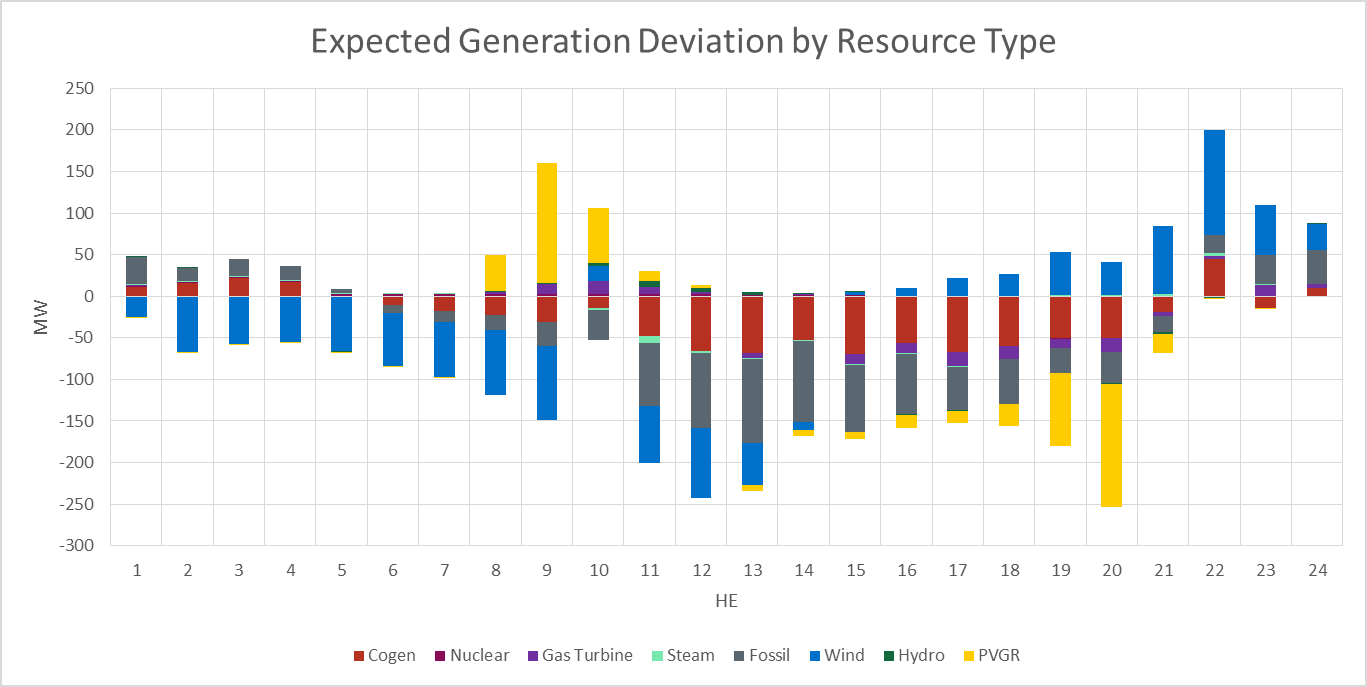 Expected Generation Deviation by Resource Type
250
200
150
100
50
0
-50
-100
-150
-200
-250
-300
MW
1 2 3 4 5 6 7 8 9 10 11 12 13 14 15 16 17 18 19 20 21 22 23 24
HE
Cogen Nuclear Gas Turbine Steam Fossil Wind Hydro PVGR